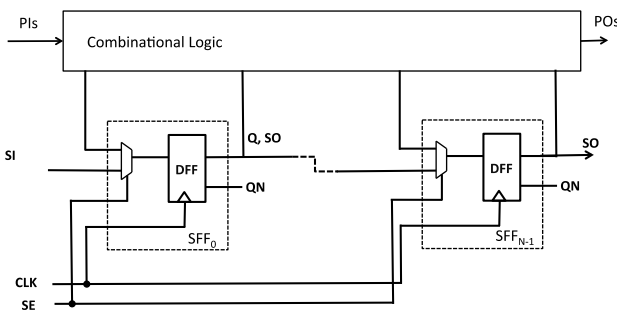 PIs
POs
Combinational Logic
SI
Q, SO
DFF
QN
SFF0
SO
DFF
QN
SFFN-1
CLK
SE